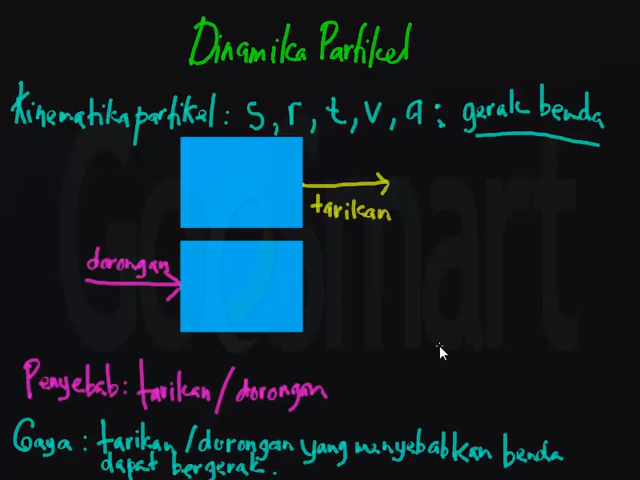 Dinamika Partikel
Kinematika partikel : s, r, t, v, a : gerak benda
tarikan
dorongan
GooSmart
Penyebab : tarikan / dorongan
Gaya : tarikan / dorongan yang menyebabkan benda
dapat bergerak.